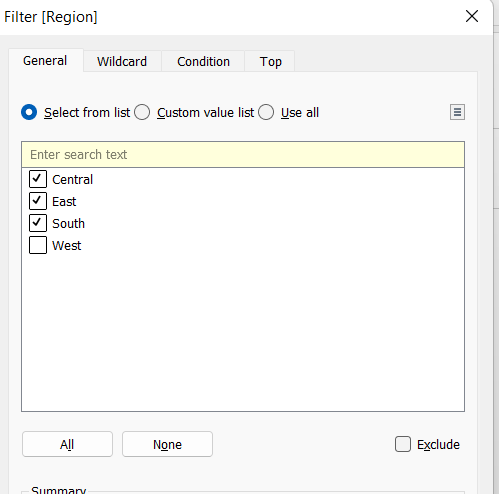 Filter [Region]
General Wildcard Condition Top
Select from list Custom value list Use all
Enter search text
Central
East
South
West
All None Exclude
Summary